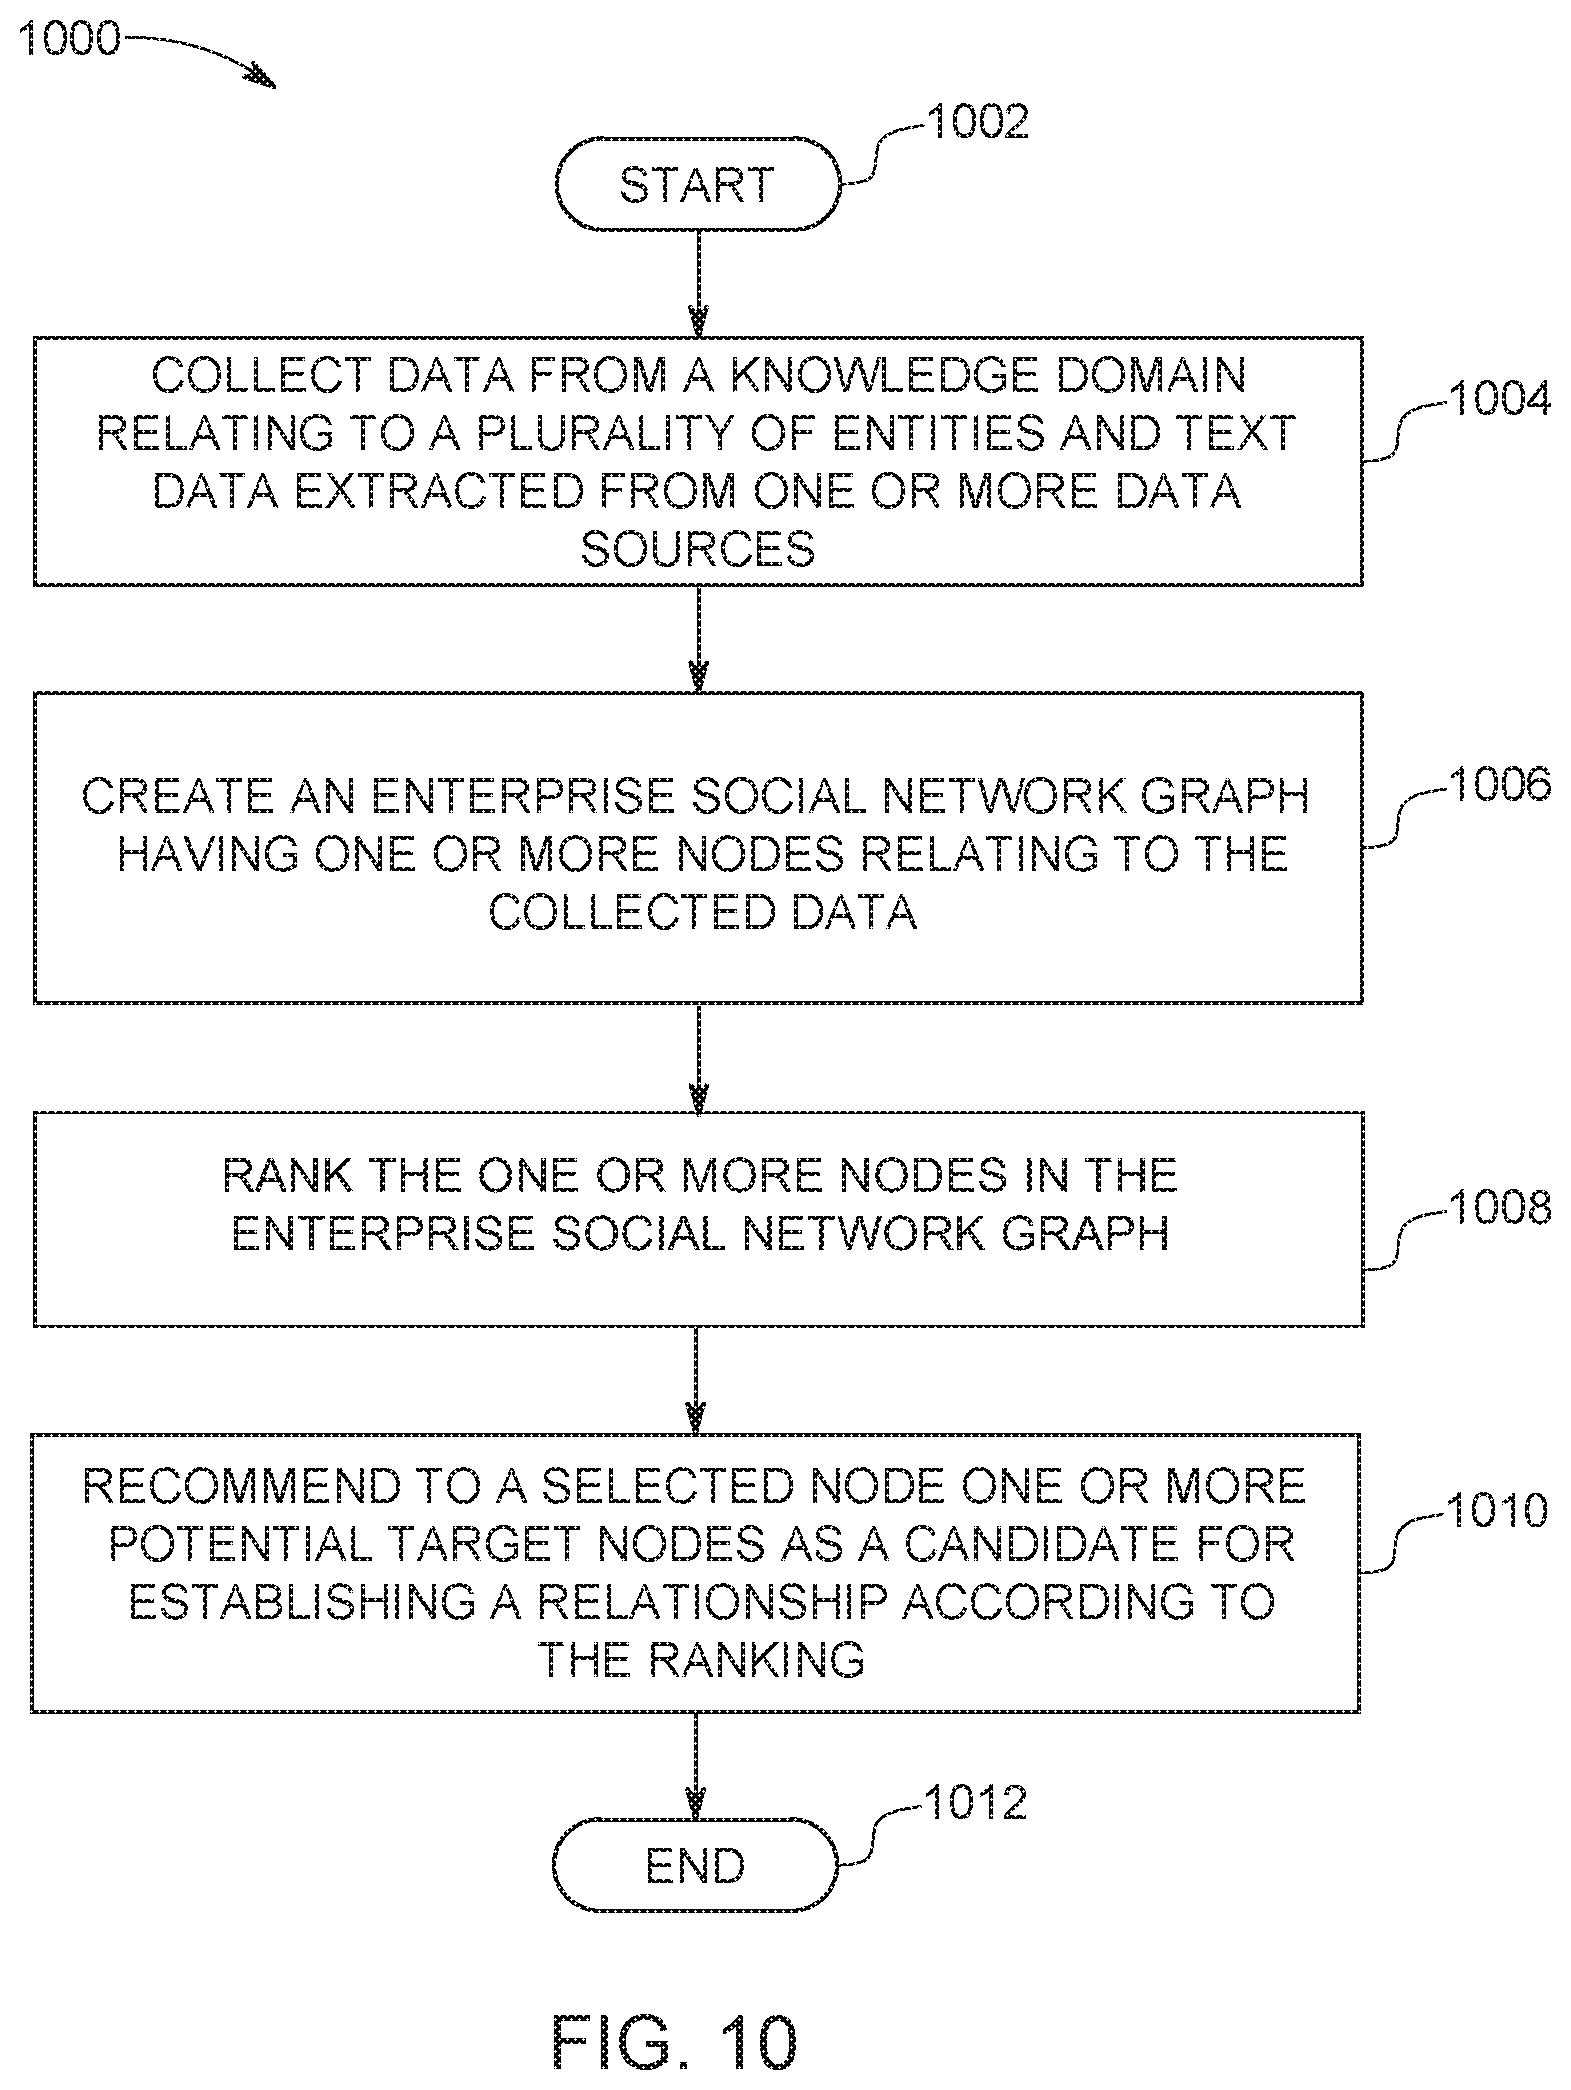 1000
1002
START
COLLECT DATA FROM A KNOWLEDGE DOMAIN
RELATING TO A PLURALITY OF ENTITIES AND TEXT
DATA EXTRACTED FROM ONE OR MORE DATA
SOURCES
1004
CREATE AN ENTERPRISE SOCIAL NETWORK GRAPH
HAVING ONE OR MORE NODES RELATING TO THE
COLLECTED DATA
1006
RANK THE ONE OR MORE NODES IN THE
ENTERPRISE SOCIAL NETWORK GRAPH
1008
RECOMMEND TO A SELECTED NODE ONE OR MORE
POTENTIAL TARGET NODES AS A CANDIDATE FOR
ESTABLISHING A RELATIONSHIP ACCORDING TO
THE RANKING
1010
1012
END
FIG. 10